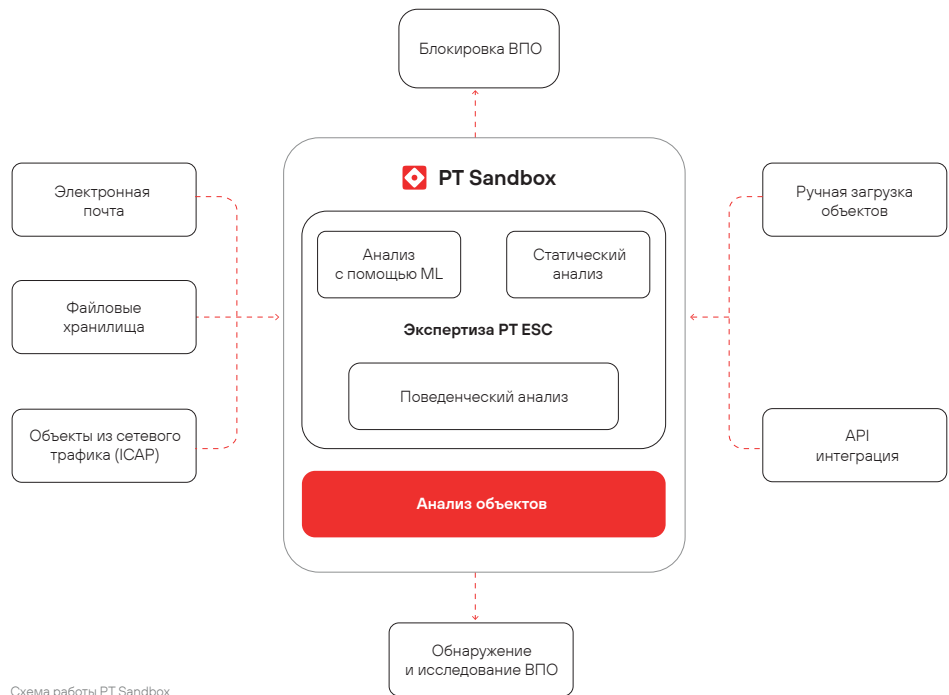 Блокировка ВПО
PT Sandbox
Электронная
почта
Файловые
хранилища
Объекты из сетевого
трафика (ICAP)
Анализ
с помощью ML
Статический
анализ
Экспертиза PT ESC
Поведенческий анализ
Анализ объектов
Ручная загрузка
объектов
API
интеграция
Обнаружение
и исследование ВПО
Схема работы PT Sandbox